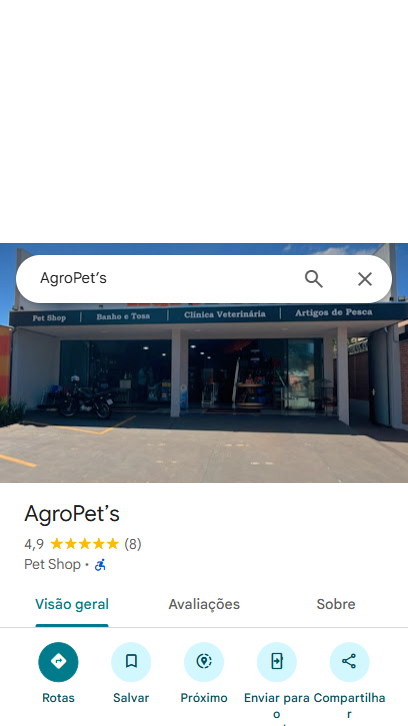 AgroPet's
Pet Shop | Banho e Tosa | Clínica Veterinária | Artigos de Pesca
AgroPet's
4,9 (8)
Pet Shop •
Visão geral Avaliações Sobre
Rotas Salvar Próximo Enviar para o Compartilhar